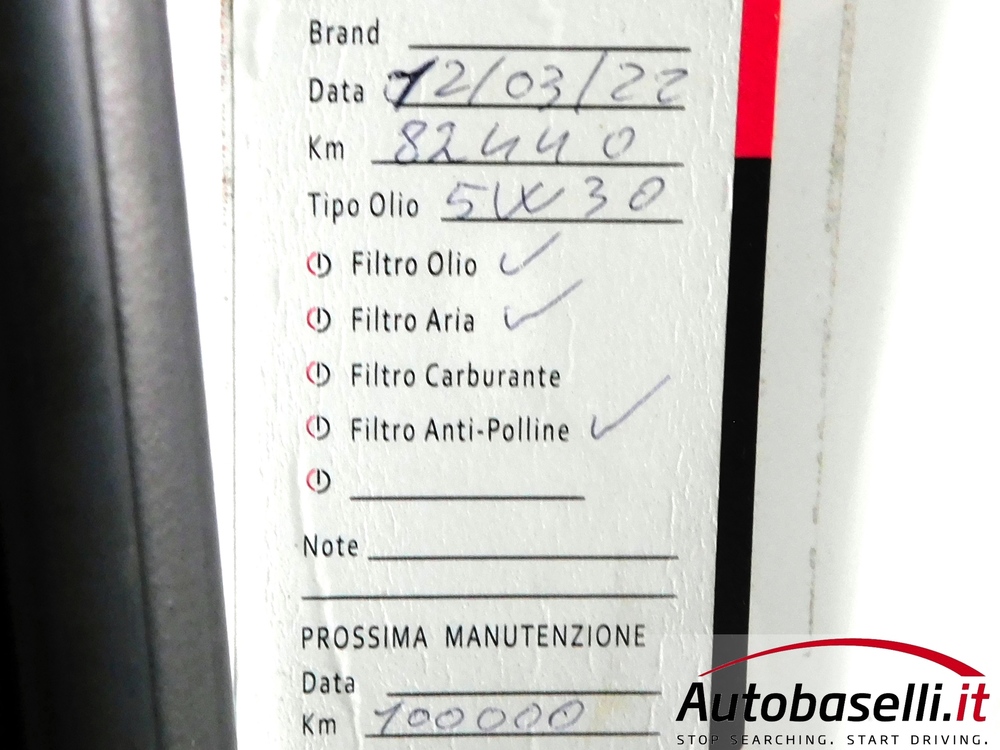 Brand
Data 12/03/22
Km 82440
Tipo Olio 5W30
Filtro Olio ✓
Filtro Aria ✓
Filtro Carburante
Filtro Anti-Polline ✓
Note
PROSSIMA MANUTENZIONE
Data
Km 100000
Autobaselli.it
STOP SEARCHING. START DRIVING.